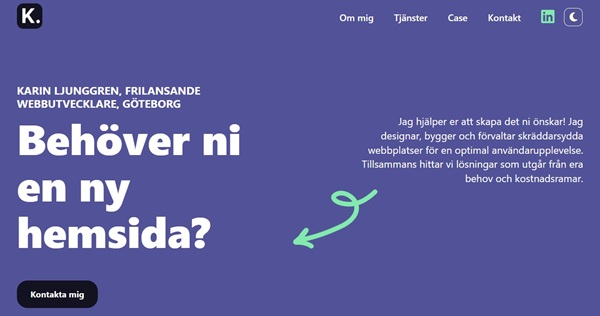 K.
Om mig
Tjänster
Case
Kontakt
in
KARIN LJUNGGREN, FRILANSANDE
WEBBUTVECKLARE, GÖTEBORG
Behöver ni
en ny
hemsida?
Jag hjälper er att skapa det ni önskar! Jag
designar, bygger och förvaltar skräddarsydda
webbplatser för en optimal användarupplevelse.
Tillsammans hittar vi lösningar som utgår från era
behov och kostnadsramar.
Kontakta mig